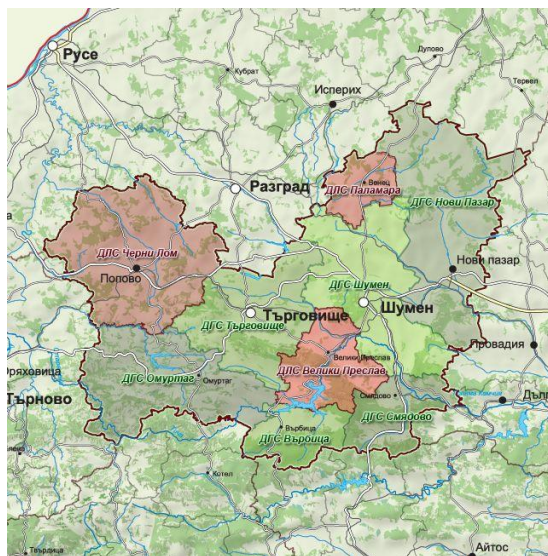 Русе
Дулово
Кубрат
Тервел
Исперих
Разград
ДЛС Паламара
Венец
ДГС Нови Пазар
ДЛС Черни Лом
Попово
Нови пазар
ДГС Шумен
Шумен
Търговище
ДГС Търговище
Провадия
Велики Преслав
ДЛС Велики Преслав
Оряховица
ДГС Омуртаг
Омуртаг
Търново
Смядово
ДГС Смядово
Върбица
ДГС Върбица
Котел
Твърдица
Айтос